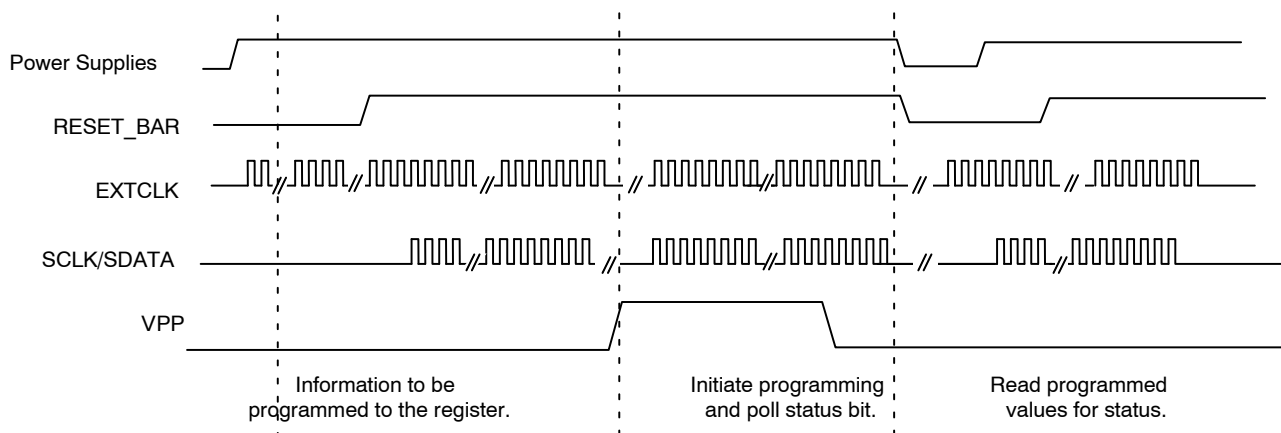 Power Supplies
RESET_BAR
EXTCLK
SCLK/SDATA
VPP
Information to be
programmed to the register.
Initiate programming
and poll status bit.
Read programmed
values for status.